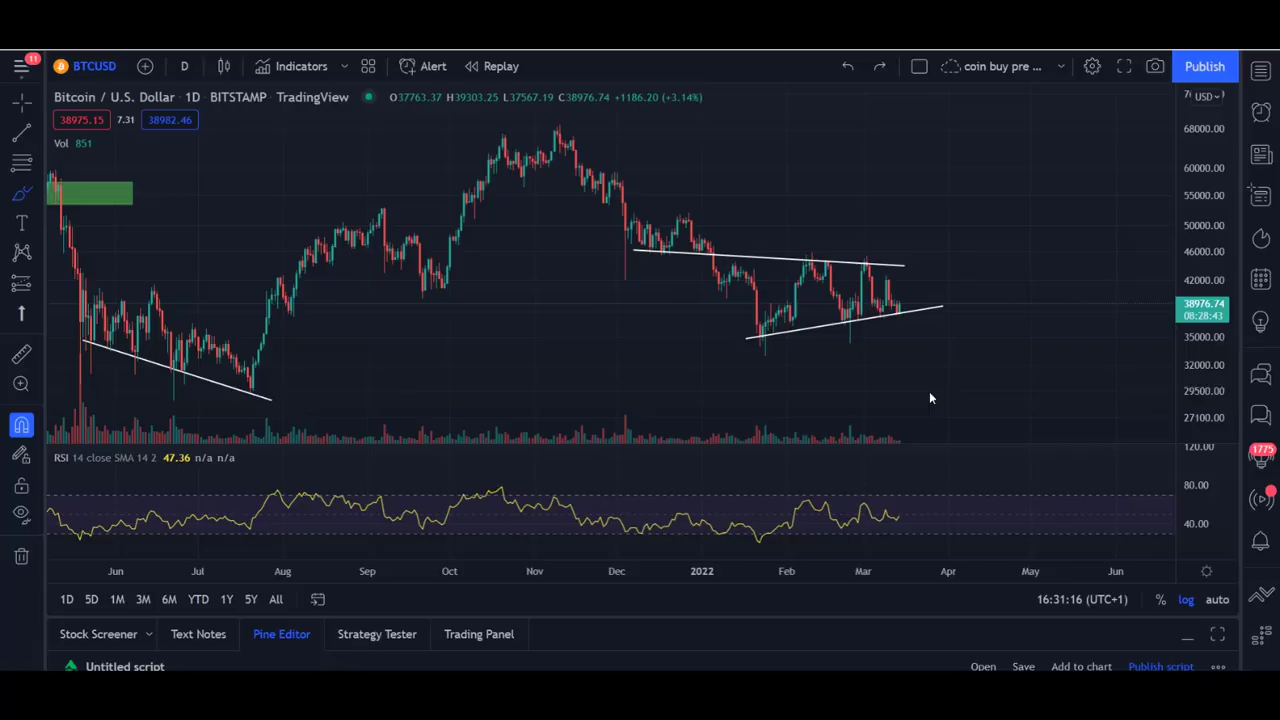 11
BTCUSD D Indicators Alert Replay coin buy pre ... Publish
Bitcoin / U.S. Dollar · 1D · BITSTAMP · TradingView O37763.37 H39303.25 L37567.19 C38976.74 +1186.20 (+3.14%)
USD
38975.15 7.31 38982.46
Vol 851
68000.00
60000.00
55000.00
50000.00
46000.00
42000.00
38976.74
08:28:43
35000.00
32000.00
29500.00
27100.00
120.00
RSI 14 close SMA 14 2 47.36 n/a n/a
1775
80.00
40.00
Jun Jul Aug Sep Oct Nov Dec 2022 Feb Mar Apr May Jun
1D 5D 1M 3M 6M YTD 1Y 5Y All 16:31:16 (UTC+1) % log auto
Stock Screener Text Notes Pine Editor Strategy Tester Trading Panel
Untitled script Open Save Add to chart Publish script